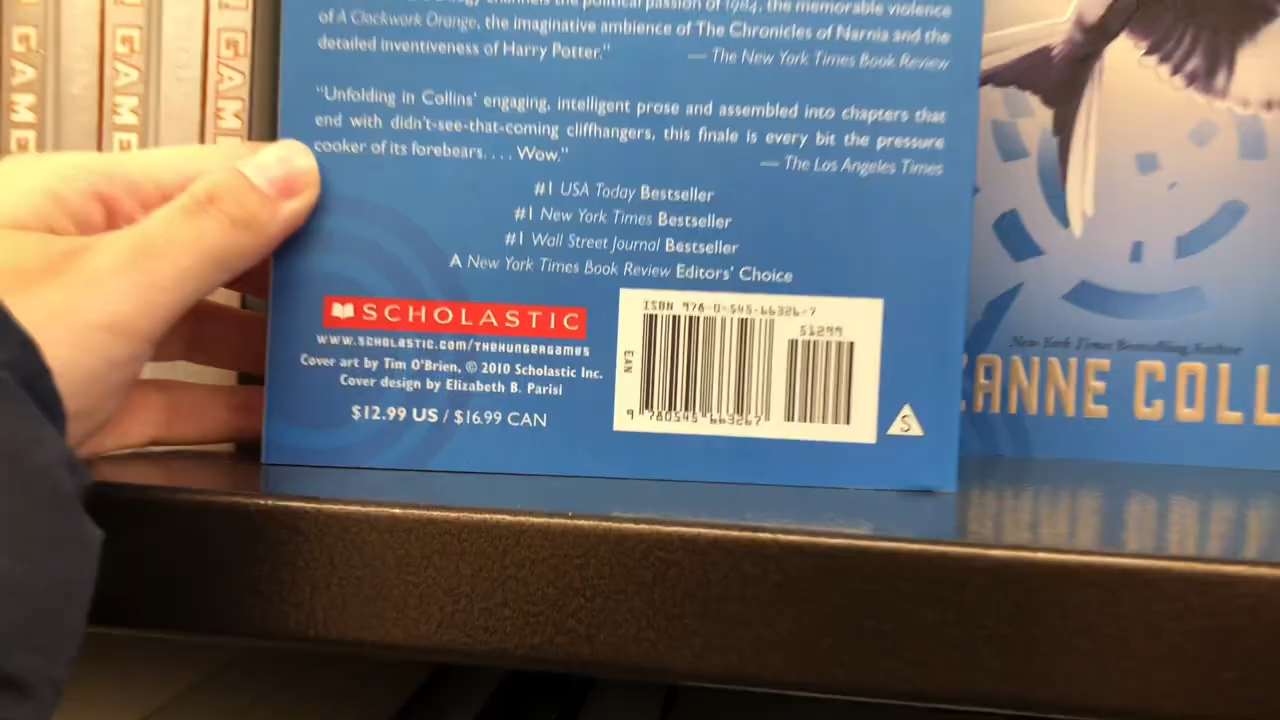 channels the political passion of 1984, the memorable violence
of A Clockwork Orange, the imaginative ambience of The Chronicles of Narnia and the
detailed inventiveness of Harry Potter."
— The New York Times Book Review
"Unfolding in Collins' engaging, intelligent prose and assembled into chapters that
end with didn't-see-that-coming cliffhangers, this finale is every bit the pressure
cooker of its forebears. . . . Wow."
— The Los Angeles Times
#1 USA Today Bestseller
#1 New York Times Bestseller
#1 Wall Street Journal Bestseller
A New York Times Book Review Editors' Choice
SCHOLASTIC
www.scholastic.com/thehungergames
Cover art by Tim O'Brien, © 2010 Scholastic Inc.
Cover design by Elizabeth B. Parisi
$12.99 US / $16.99 CAN
ISBN 978-0-545-66326-7
51299
EAN
9 780545 663267
S
New York Times Bestselling Author
ZANNE COLL
GAME
GAME
GAME